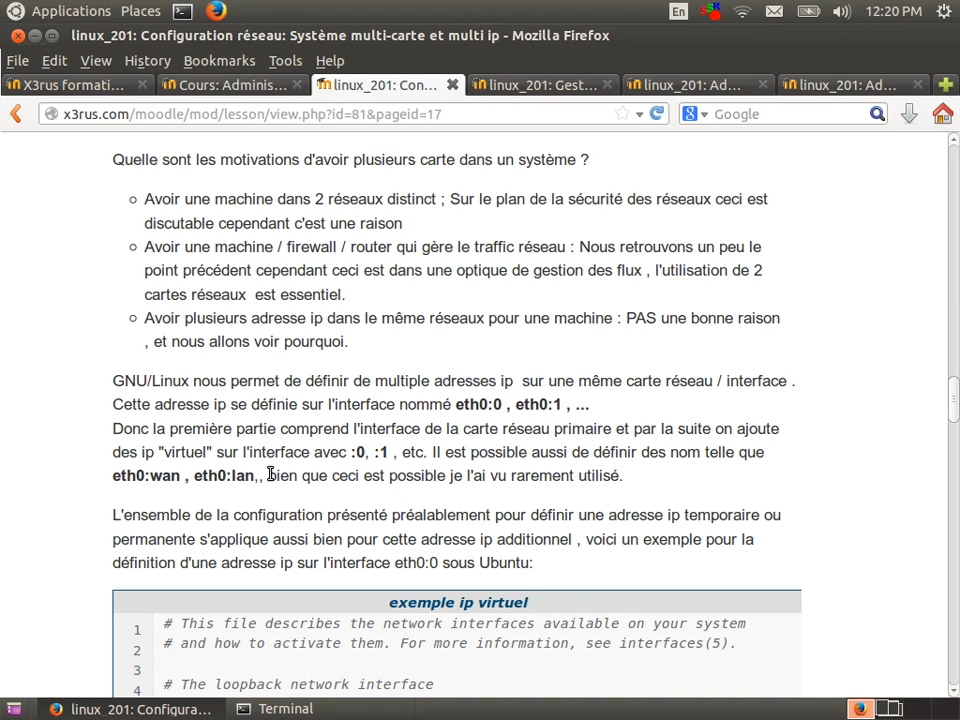 Applications Places En 12:20 PM
linux_201: Configuration réseau: Système multi-carte et multi ip - Mozilla Firefox
File Edit View History Bookmarks Tools Help
X3rus formati... Cours: Adminis... linux_201: Con... linux_201: Gest... linux_201: Ad... linux_201: Ad...
x3rus.com/moodle/mod/lesson/view.php?id=81&pageid=17 Google
Quelle sont les motivations d'avoir plusieurs carte dans un système ?
Avoir une machine dans 2 réseaux distinct ; Sur le plan de la sécurité des réseaux ceci est
discutable cependant c'est une raison
Avoir une machine / firewall / router qui gère le traffic réseau : Nous retrouvons un peu le
point précédent cependant ceci est dans une optique de gestion des flux , l'utilisation de 2
cartes réseaux est essentiel.
Avoir plusieurs adresse ip dans le même réseaux pour une machine : PAS une bonne raison
, et nous allons voir pourquoi.
GNU/Linux nous permet de définir de multiple adresses ip sur une même carte réseau / interface .
Cette adresse ip se définie sur l'interface nommé eth0:0 , eth0:1 , ...
Donc la première partie comprend l'interface de la carte réseau primaire et par la suite on ajoute
des ip "virtuel" sur l'interface avec :0, :1 , etc. Il est possible aussi de définir des nom telle que
eth0:wan , eth0:lan,, bien que ceci est possible je l'ai vu rarement utilisé.
L'ensemble de la configuration présenté préalablement pour définir une adresse ip temporaire ou
permanente s'applique aussi bien pour cette adresse ip additionnel , voici un exemple pour la
définition d'une adresse ip sur l'interface eth0:0 sous Ubuntu:
exemple ip virtuel
1 # This file describes the network interfaces available on your system
2 # and how to activate them. For more information, see interfaces(5).
3
4 # The loopback network interface
linux_201: Configura... Terminal